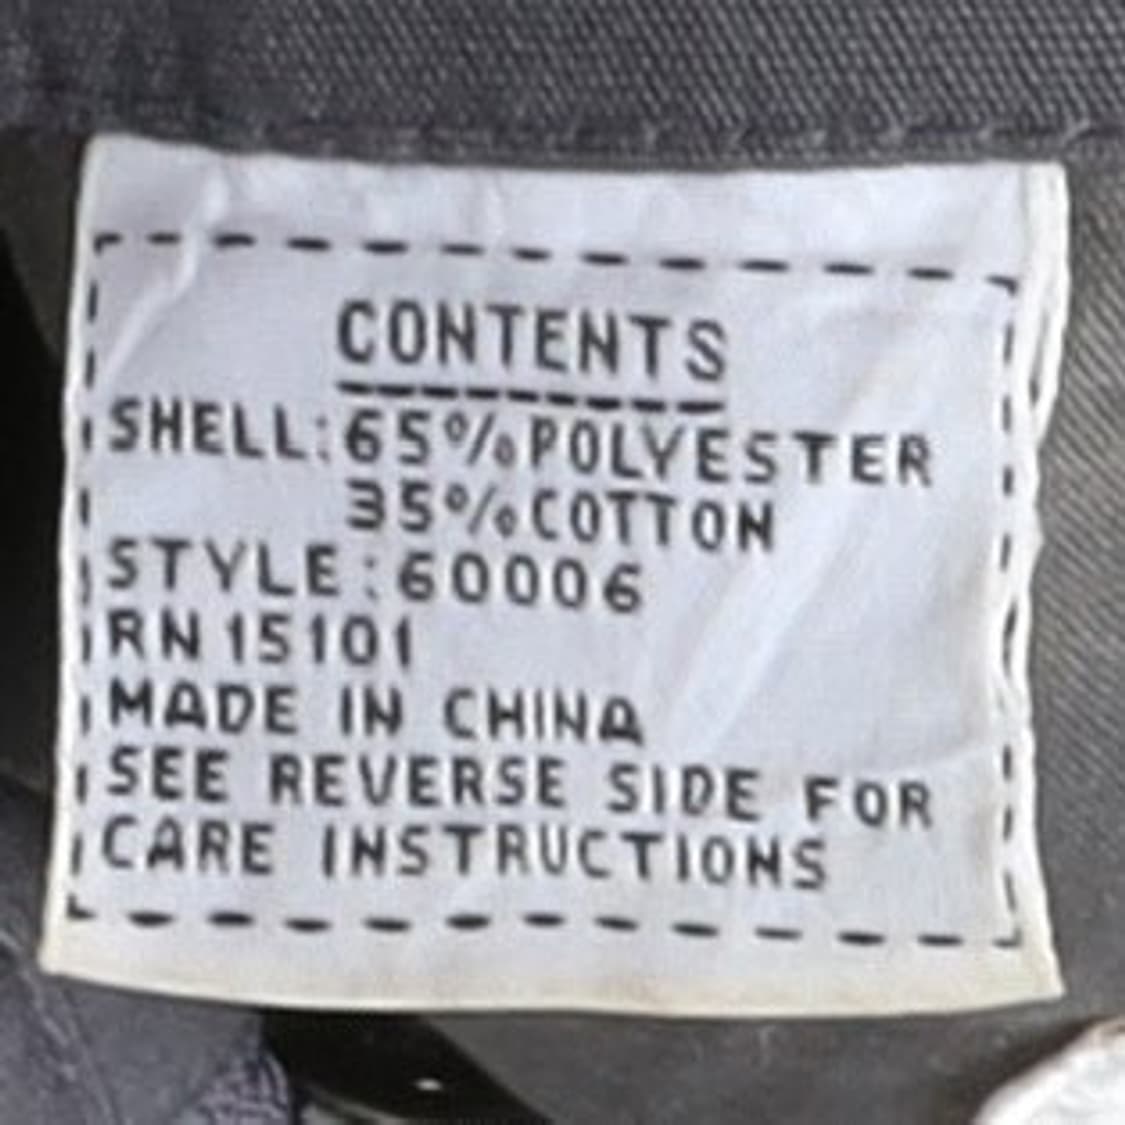 CONTENTS
SHELL:65%POLYESTER
35%COTTON
STYLE:60006
RN 15101
MADE IN CHINA
SEE REVERSE SIDE FOR
CARE INSTRUCTIONS